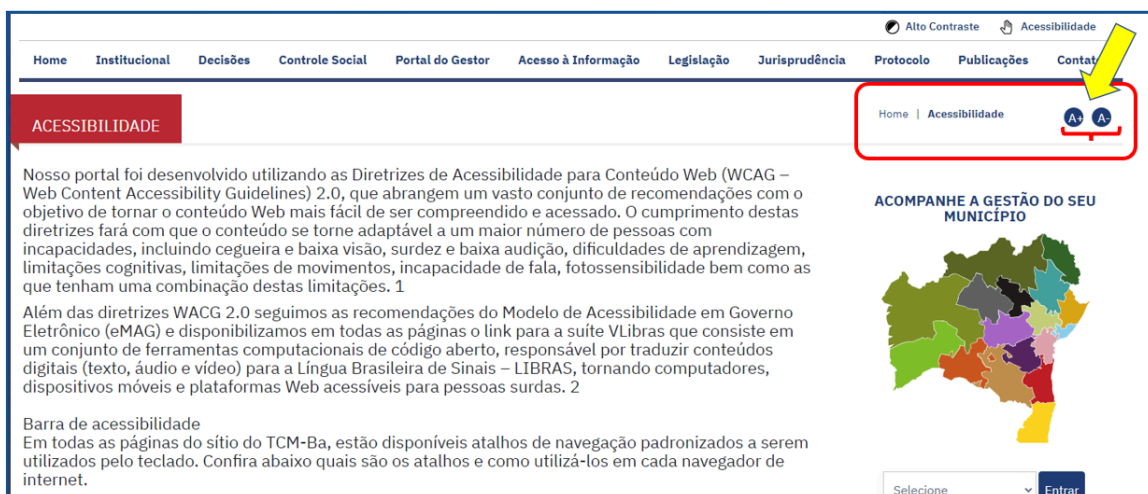 Alto Contraste Acessibilidade
Home Institucional Decisões Controle Social Portal do Gestor Acesso à Informação Legislação Jurisprudência Protocolo Publicações Contat
ACESSIBILIDADE
Home | Acessibilidade A+ A-
Nosso portal foi desenvolvido utilizando as Diretrizes de Acessibilidade para Conteúdo Web (WCAG –
Web Content Accessibility Guidelines) 2.0, que abrangem um vasto conjunto de recomendações com o
objetivo de tornar o conteúdo Web mais fácil de ser compreendido e acessado. O cumprimento destas
diretrizes fará com que o conteúdo se torne adaptável a um maior número de pessoas com
incapacidades, incluindo cegueira e baixa visão, surdez e baixa audição, dificuldades de aprendizagem,
limitações cognitivas, limitações de movimentos, incapacidade de fala, fotossensibilidade bem como as
que tenham uma combinação destas limitações. 1
Além das diretrizes WACG 2.0 seguimos as recomendações do Modelo de Acessibilidade em Governo
Eletrônico (eMAG) e disponibilizamos em todas as páginas o link para a suíte VLibras que consiste em
um conjunto de ferramentas computacionais de código aberto, responsável por traduzir conteúdos
digitais (texto, áudio e vídeo) para a Língua Brasileira de Sinais – LIBRAS, tornando computadores,
dispositivos móveis e plataformas Web acessíveis para pessoas surdas. 2
Barra de acessibilidade
Em todas as páginas do sítio do TCM-Ba, estão disponíveis atalhos de navegação padronizados a serem
utilizados pelo teclado. Confira abaixo quais são os atalhos e como utilizá-los em cada navegador de
internet.
ACOMPANHE A GESTÃO DO SEU
MUNICÍPIO
Selecione Entrar